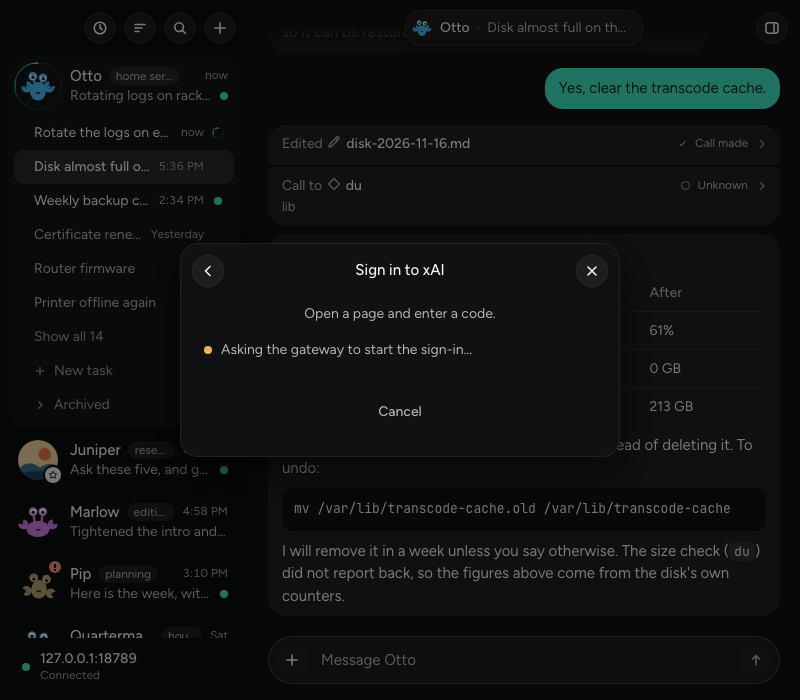 Otto home ser... now
Rotating logs on rack...
Rotate the logs on e... now
Disk almost full o... 5:36 PM
Weekly backup c... 2:34 PM
Certificate rene... Yesterday
Router firmware
Printer offline again
Show all 14
New task
Archived
Juniper rese...
Ask these five, and g...
Marlow editi... 4:58 PM
Tightened the intro and...
Pip planning 3:10 PM
Here is the week, wit...
Quarterma hou... Sat
127.0.0.1:18789
Connected
so it can be restor
Otto · Disk almost full on th...
Yes, clear the transcode cache.
Edited disk-2026-11-16.md Call made
Call to du Unknown
lib
Sign in to xAI
Open a page and enter a code.
Asking the gateway to start the sign-in...
Cancel
After
61%
0 GB
213 GB
ead of deleting it. To
undo:
mv /var/lib/transcode-cache.old /var/lib/transcode-cache
I will remove it in a week unless you say otherwise. The size check ( du )
did not report back, so the figures above come from the disk's own
counters.
Message Otto